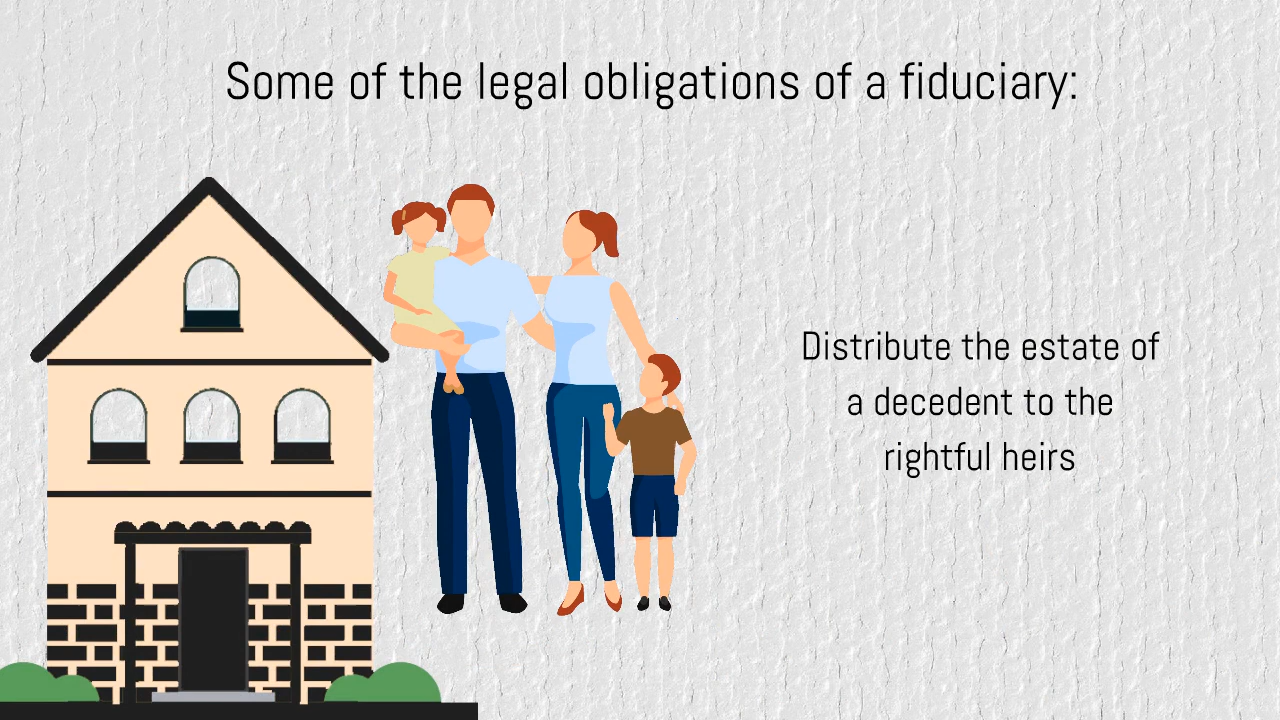 Some of the legal obligations of a fiduciary:
Distribute the estate of
a decedent to the
rightful heirs